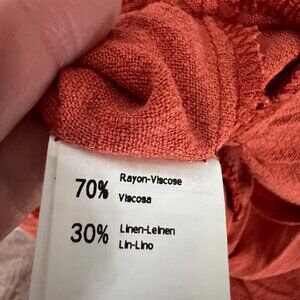 70% Rayon-Viscose
Viscosa
30% Linen-Leinen
Lin-Lino